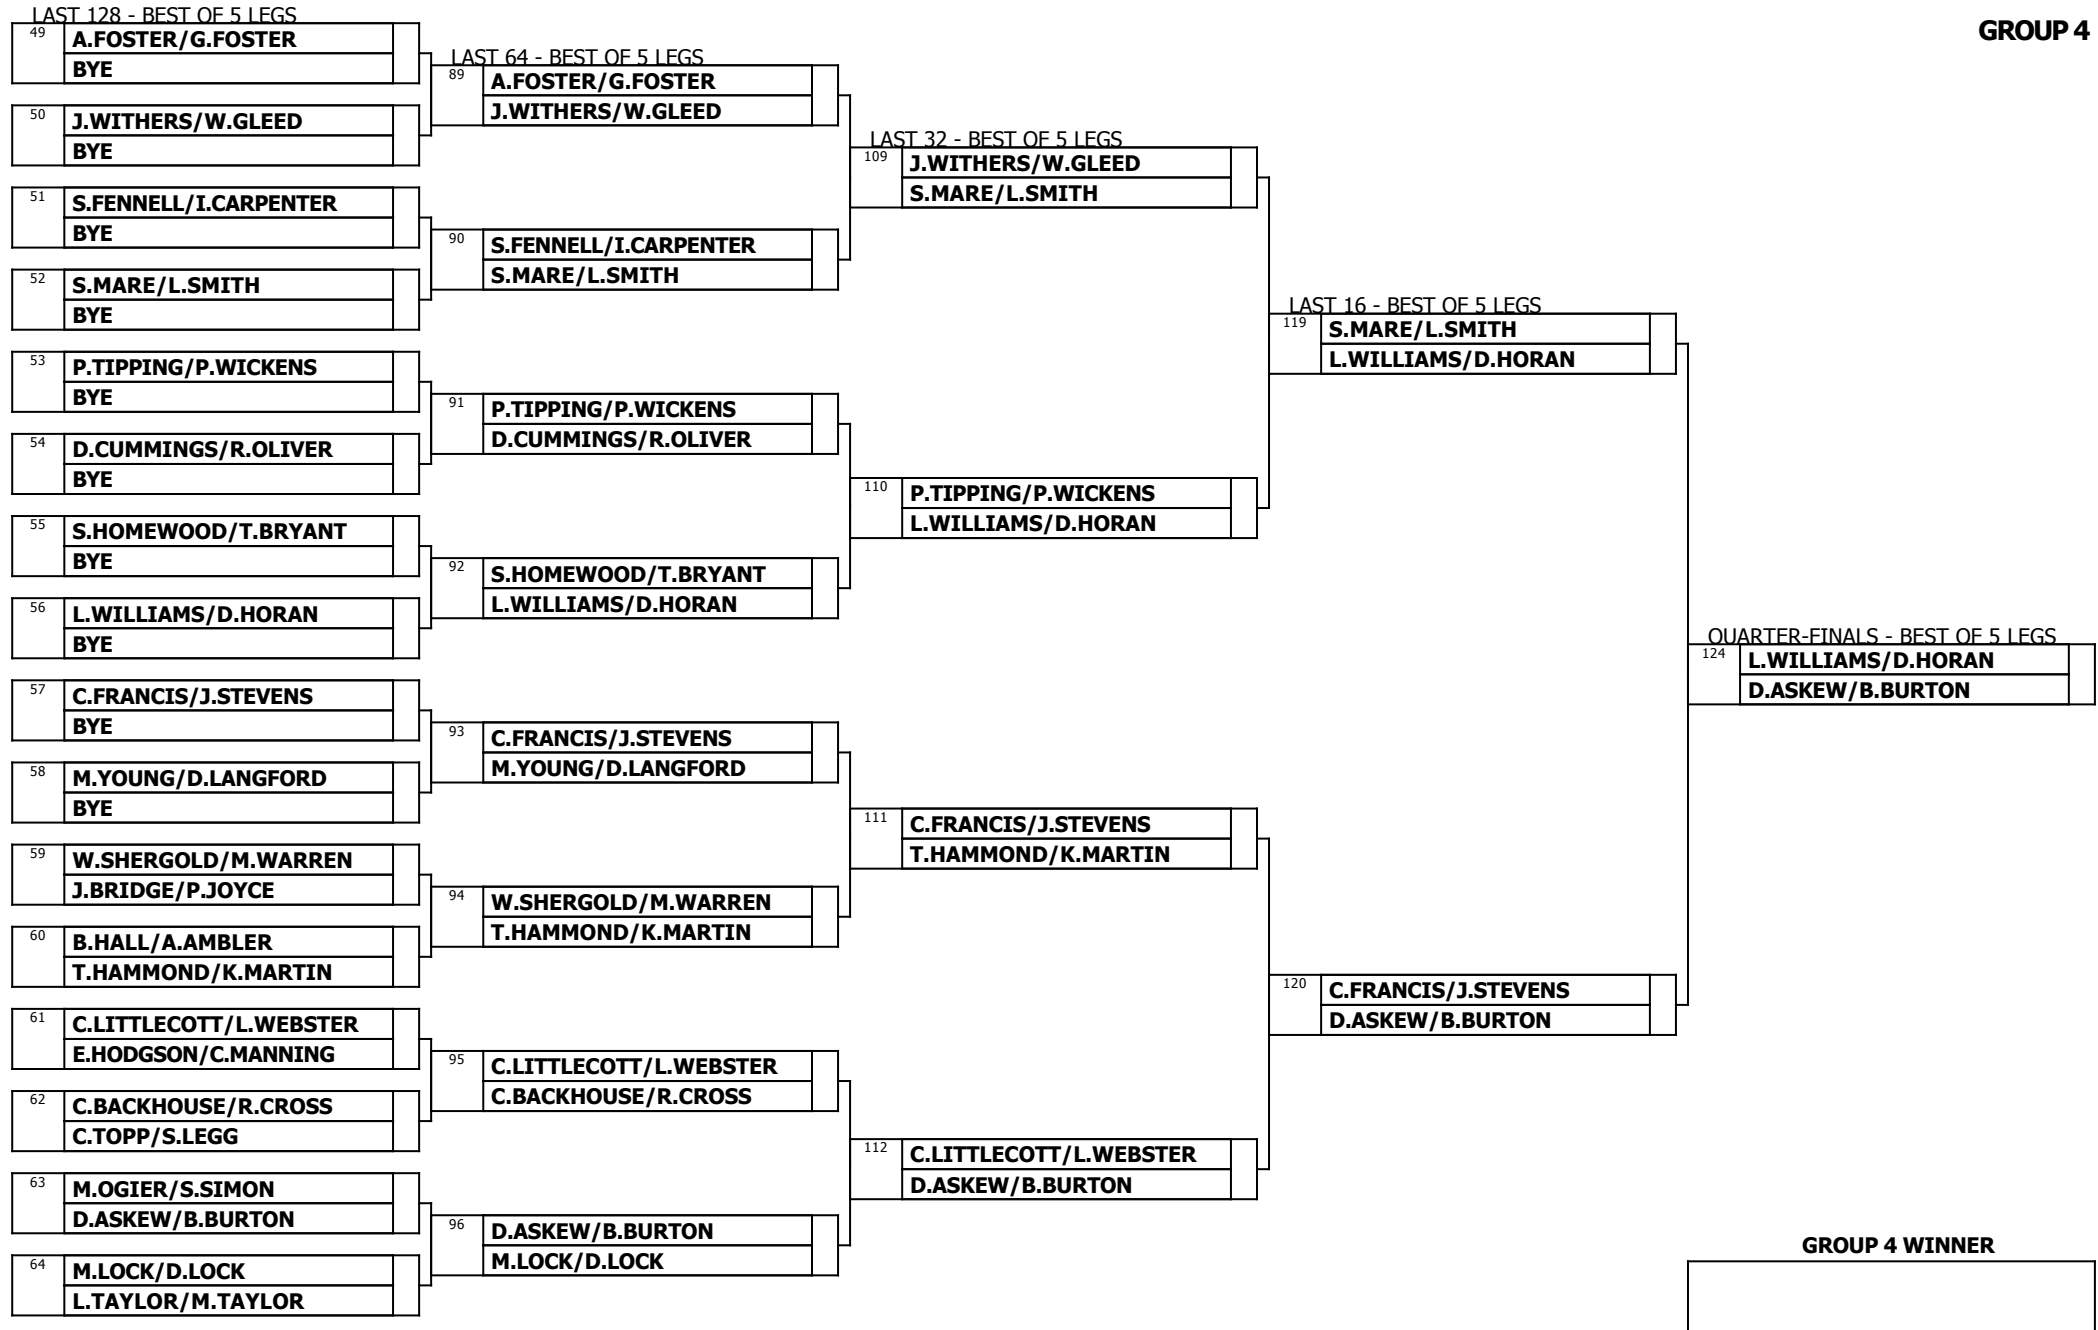 LAST 128 - BEST OF 5 LEGS
GROUP 4
49
A.FOSTER/G.FOSTER
BYE
50
J.WITHERS/W.GLEED
BYE
51
S.FENNELL/I.CARPENTER
BYE
52
S.MARE/L.SMITH
BYE
53
P.TIPPING/P.WICKENS
BYE
54
D.CUMMINGS/R.OLIVER
BYE
55
S.HOMEWOOD/T.BRYANT
BYE
56
L.WILLIAMS/D.HORAN
BYE
57
C.FRANCIS/J.STEVENS
BYE
58
M.YOUNG/D.LANGFORD
BYE
59
W.SHERGOLD/M.WARREN
J.BRIDGE/P.JOYCE
60
B.HALL/A.AMBLER
T.HAMMOND/K.MARTIN
61
C.LITTLECOTT/L.WEBSTER
E.HODGSON/C.MANNING
62
C.BACKHOUSE/R.CROSS
C.TOPP/S.LEGG
63
M.OGIER/S.SIMON
D.ASKEW/B.BURTON
64
M.LOCK/D.LOCK
L.TAYLOR/M.TAYLOR
LAST 64 - BEST OF 5 LEGS
89
A.FOSTER/G.FOSTER
J.WITHERS/W.GLEED
90
S.FENNELL/I.CARPENTER
S.MARE/L.SMITH
91
P.TIPPING/P.WICKENS
D.CUMMINGS/R.OLIVER
92
S.HOMEWOOD/T.BRYANT
L.WILLIAMS/D.HORAN
93
C.FRANCIS/J.STEVENS
M.YOUNG/D.LANGFORD
94
W.SHERGOLD/M.WARREN
T.HAMMOND/K.MARTIN
95
C.LITTLECOTT/L.WEBSTER
C.BACKHOUSE/R.CROSS
96
D.ASKEW/B.BURTON
M.LOCK/D.LOCK
LAST 32 - BEST OF 5 LEGS
109
J.WITHERS/W.GLEED
S.MARE/L.SMITH
110
P.TIPPING/P.WICKENS
L.WILLIAMS/D.HORAN
111
C.FRANCIS/J.STEVENS
T.HAMMOND/K.MARTIN
112
C.LITTLECOTT/L.WEBSTER
D.ASKEW/B.BURTON
LAST 16 - BEST OF 5 LEGS
119
S.MARE/L.SMITH
L.WILLIAMS/D.HORAN
120
C.FRANCIS/J.STEVENS
D.ASKEW/B.BURTON
QUARTER-FINALS - BEST OF 5 LEGS
124
L.WILLIAMS/D.HORAN
D.ASKEW/B.BURTON
GROUP 4 WINNER